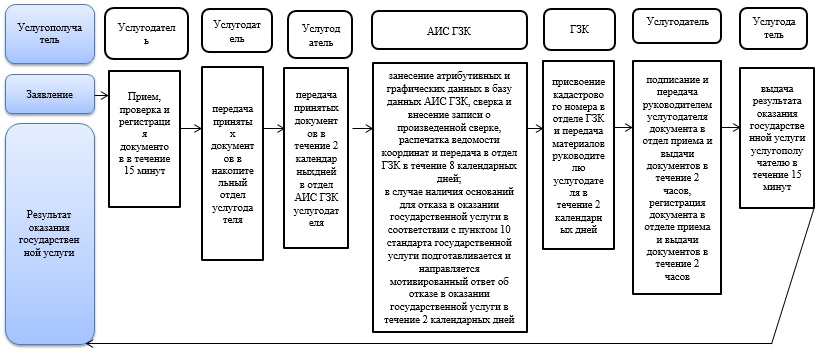 Услугополуча
тель
Услугодател
ь
Услугодат
ель
Услугод
атель
АИС ГЗК
ГЗК
Услугодатель
Услугода
тель
Заявление
Прием,
проверка и
регистраци
я
документо
в в течение
15 минут
передача
приняты
х
документ
ов в
накопите
льный
отдел
услугода
теля
передача
принятых
документ
ов в
течение 2
календар
ныхдней
в отдел
АИС ГЗК
услугодат
еля
занесение атрибутивных и
графических данных в базу
данных АИС ГЗК, сверка и
внесение записи о
произведенной сверке,
распечатка ведомости
координат и передача в отдел
ГЗК в течение 8 календарных
дней;
в случае наличия оснований
для отказа в оказании
государственной услуги в
соответствии с пунктом 10
стандарта государственной
услуги подготавливается и
направляется
мотивированный ответ об
отказе в оказании
государственной услуги в
течение 2 календарных дней
присвоение
кадастрово
го номера в
отделе ГЗК
и передача
материалов
руководите
лю
услугодате
ля в
течение 2
календарн
ых дней
подписание и
передача
руководителем
услугодателя
документа в
отдел приема и
выдачи
документов в
течение 2
часов,
регистрация
документа в
отделе приема
и выдачи
документов в
течение 2
часов
выдача
результата
оказания
государстве
нной услуги
услугополу
чателю в
течение 15
минут
Результат
оказания
государствен
ной услуги